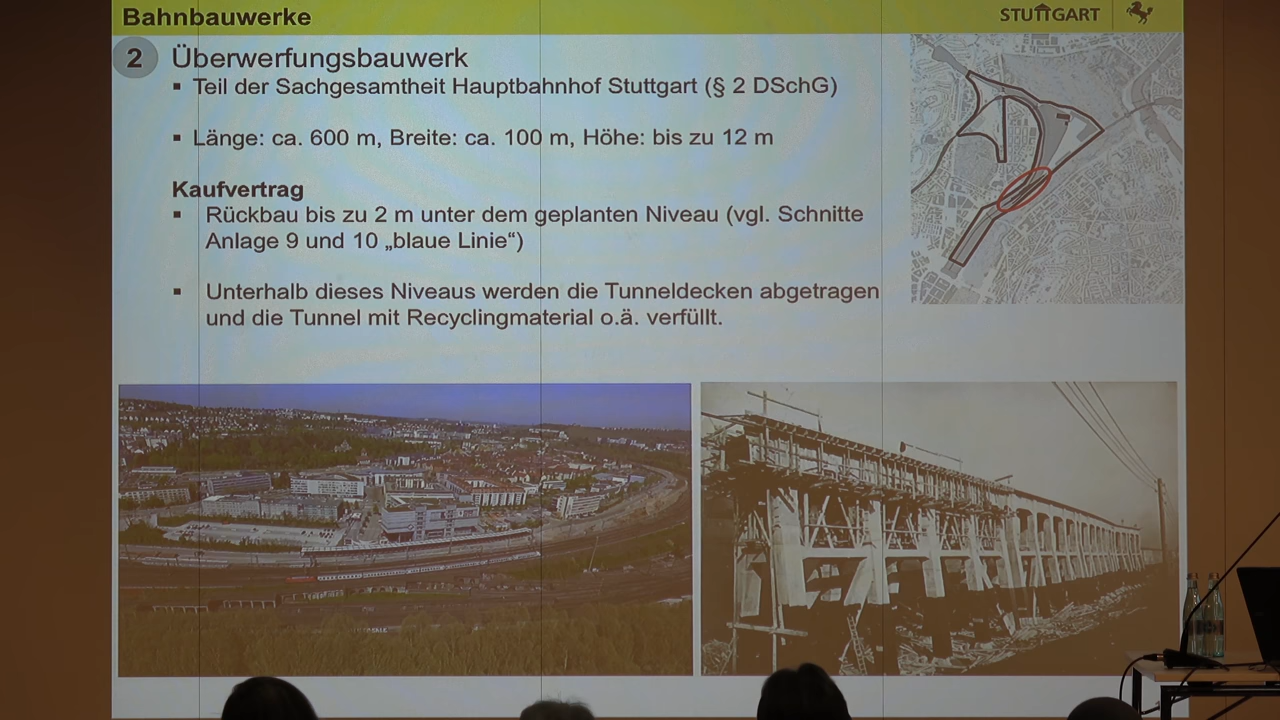 Bahnbauwerke
STUTTGART
2 Überwerfungsbauwerk
▪ Teil der Sachgesamtheit Hauptbahnhof Stuttgart (§ 2 DSchG)
▪ Länge: ca. 600 m, Breite: ca. 100 m, Höhe: bis zu 12 m
Kaufvertrag
▪ Rückbau bis zu 2 m unter dem geplanten Niveau (vgl. Schnitte
Anlage 9 und 10 „blaue Linie“)
▪ Unterhalb dieses Niveaus werden die Tunneldecken abgetragen
und die Tunnel mit Recyclingmaterial o.ä. verfüllt.